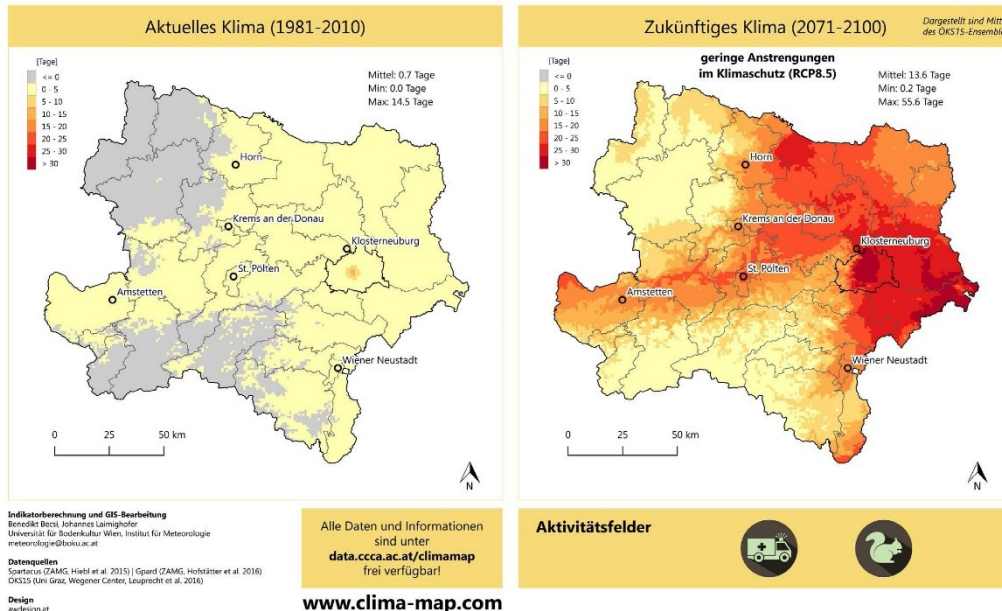 Aktuelles Klima (1981-2010)
[Tage]
<= 0
0 - 5
5 - 10
10 - 15
15 - 20
20 - 25
25 - 30
> 30
Mittel: 0.7 Tage
Min: 0.0 Tage
Max: 14.5 Tage
Horn
Krems an der Donau
Klosterneuburg
St. Pölten
Amstetten
Wiener Neustadt
0 25 50 km
N
Zukünftiges Klima (2071-2100)
Dargestellt sind Mitt
des ÖKS15-Ensemble
geringe Anstrengungen
im Klimaschutz (RCP8.5)
[Tage]
<= 0
0 - 5
5 - 10
10 - 15
15 - 20
20 - 25
25 - 30
> 30
Mittel: 13.6 Tage
Min: 0.2 Tage
Max: 55.6 Tage
Horn
Krems an der Donau
Klosterneuburg
St. Pölten
Amstetten
Wiener Neustadt
0 25 50 km
N
Indikatorberechnung und GIS-Bearbeitung
Benedikt Becsi, Johannes Laimighofer
Universität für Bodenkultur Wien, Institut für Meteorologie
meteorologie@boku.ac.at
Datenquellen
Spartacus (ZAMG, Hiebl et al. 2015) | Gpard (ZAMG, Hofstätter et al. 2016)
ÖKS15 (Uni Graz, Wegener Center, Leuprecht et al. 2016)
Design
awdesign.at
Alle Daten und Informationen
sind unter
data.ccca.ac.at/climamap
frei verfügbar!
www.clima-map.com
Aktivitätsfelder